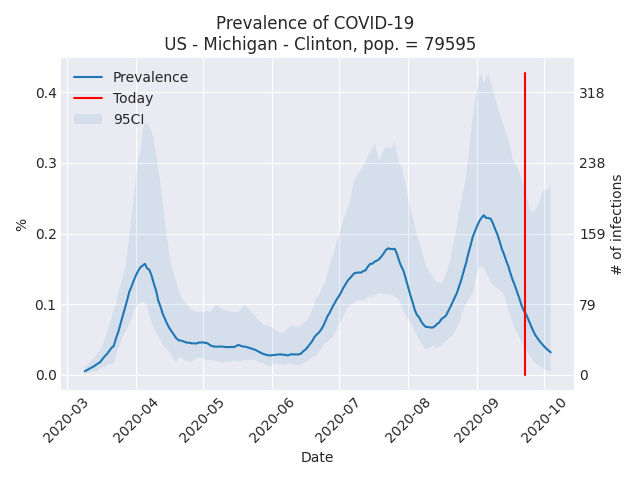 Prevalence of COVID-19
US - Michigan - Clinton, pop. = 79595
Prevalence
Today
95CI
%
0.4
0.3
0.2
0.1
0.0
318
238
159
79
0
# of infections
2020-03
2020-04
2020-05
2020-06
2020-07
2020-08
2020-09
2020-10
Date